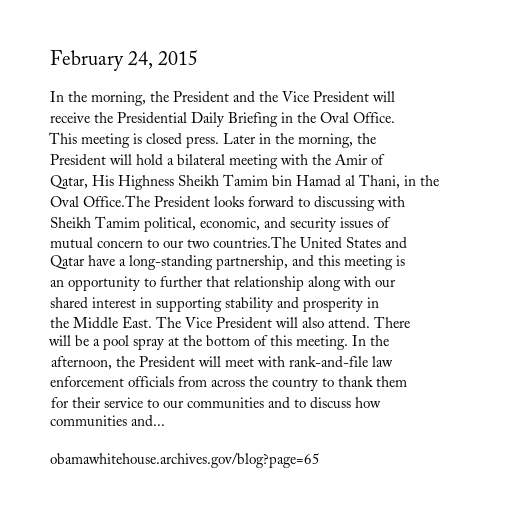 February 24, 2015
In the morning, the President and the Vice President will
receive the Presidential Daily Briefing in the Oval Office.
This meeting is closed press. Later in the morning, the
President will hold a bilateral meeting with the Amir of
Qatar, His Highness Sheikh Tamim bin Hamad al Thani, in the
Oval Office.The President looks forward to discussing with
Sheikh Tamim political, economic, and security issues of
mutual concern to our two countries.The United States and
Qatar have a long-standing partnership, and this meeting is
an opportunity to further that relationship along with our
shared interest in supporting stability and prosperity in
the Middle East. The Vice President will also attend. There
will be a pool spray at the bottom of this meeting. In the
afternoon, the President will meet with rank-and-file law
enforcement officials from across the country to thank them
for their service to our communities and to discuss how
communities and...
obamawhitehouse.archives.gov/blog?page=65